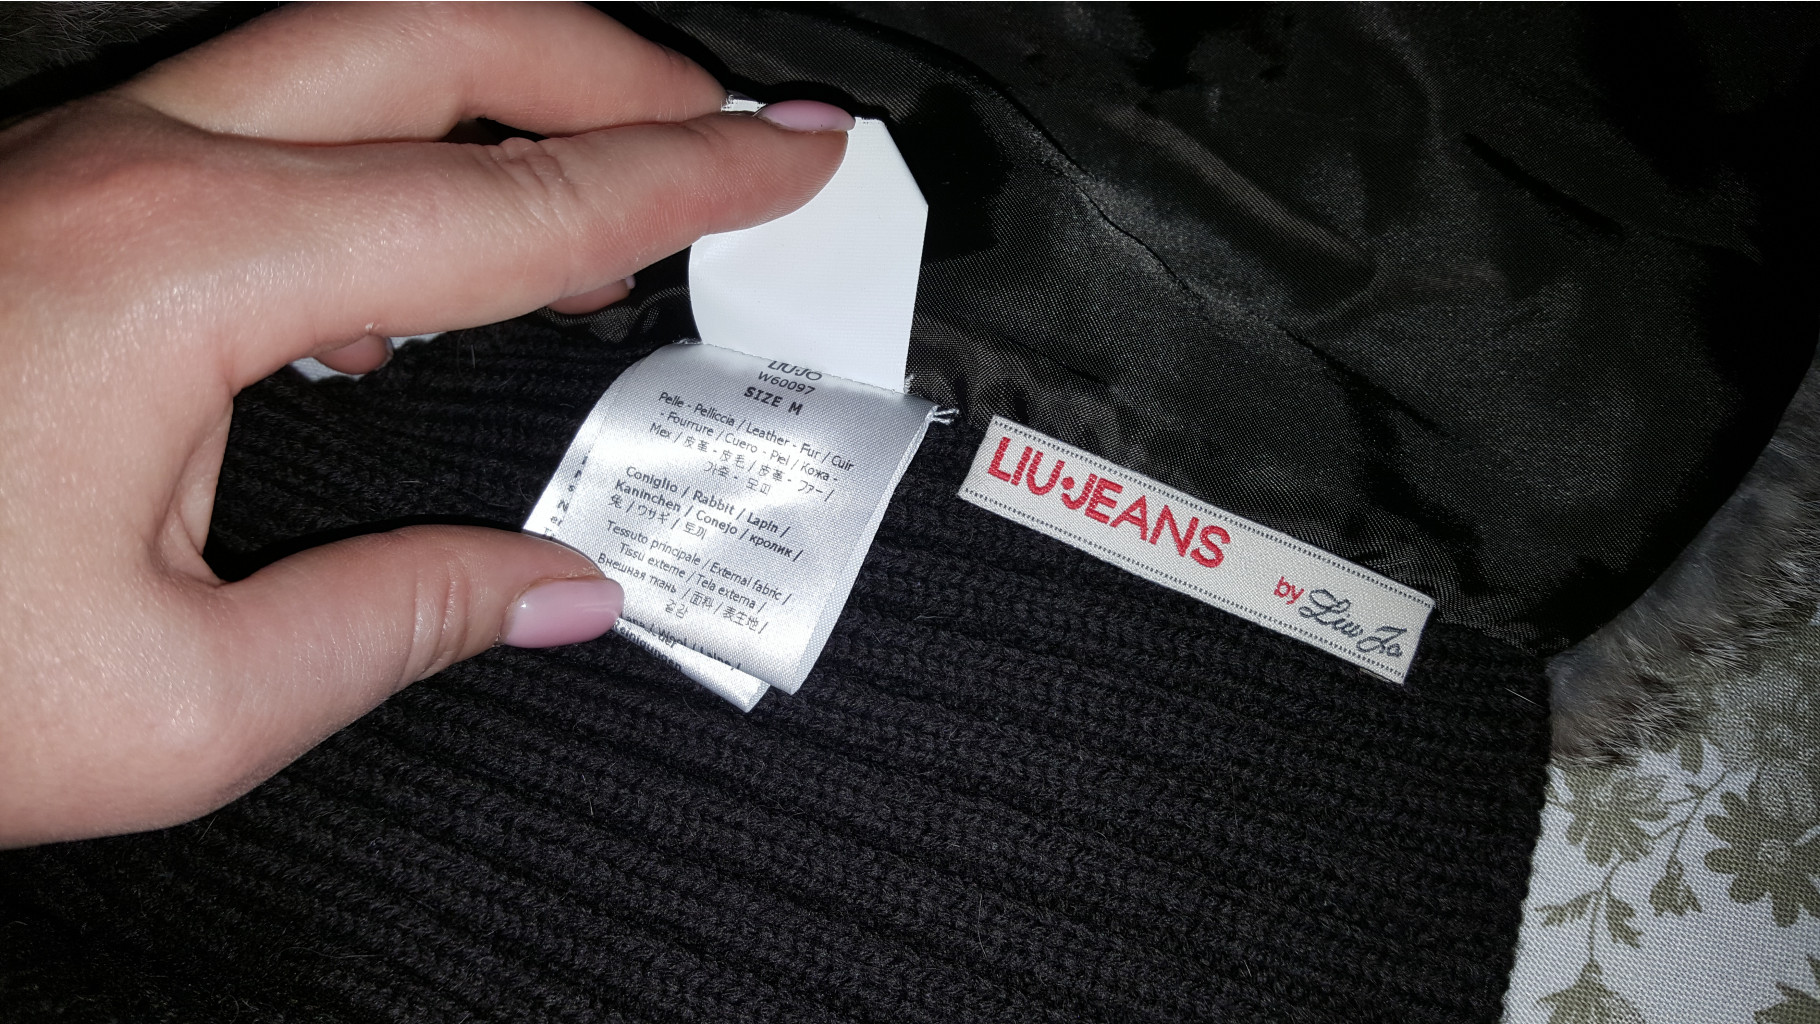 LIU·JO
W60097
SIZE M
Pelle - Pelliccia / Leather - Fur / Cuir
- Fourrure / Cuero - Piel / Кожа -
Мех / 皮革 - 皮毛 / 皮革 - ファー /
가죽 - 모피
Coniglio / Rabbit / Lapin /
Kaninchen / Conejo / кролик /
兔 / ウサギ / 토끼
Tessuto principale / External fabric /
Tissu externe / Tela externa /
Внешная ткань / 面料 / 表生地 /
겉감
LIU·JEANS
by Liu Jo